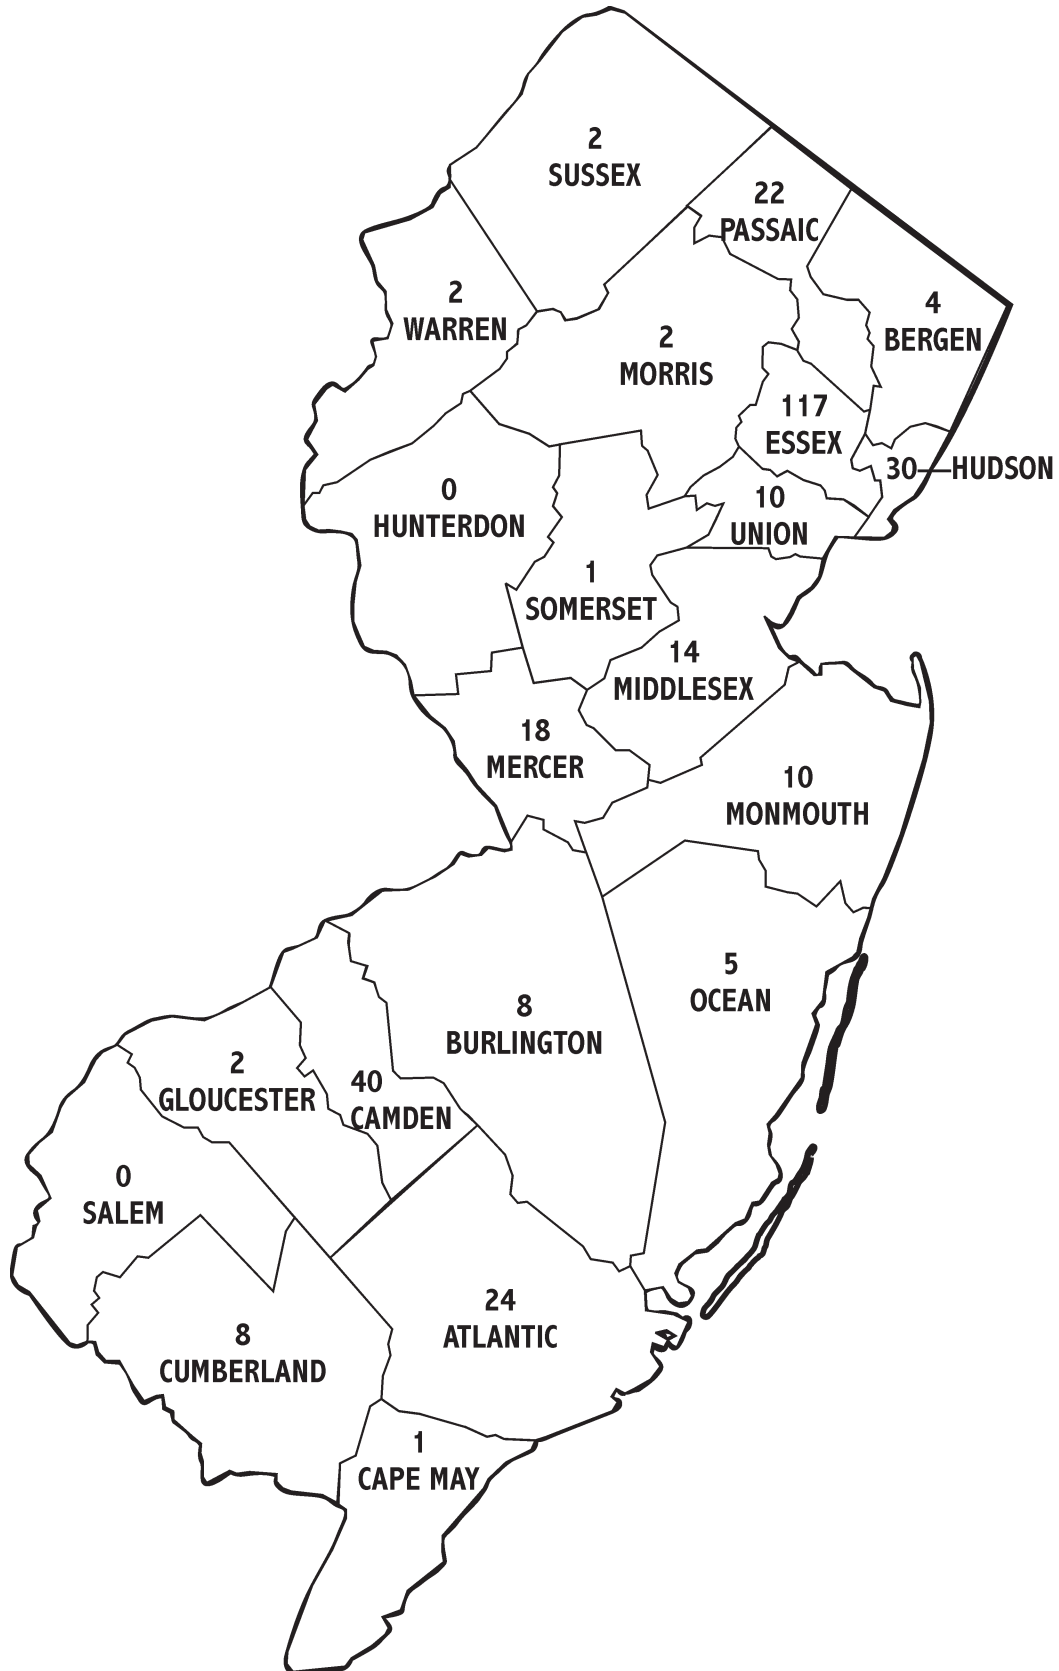 2
SUSSEX
22
PASSAIC
2
WARREN
4
BERGEN
2
MORRIS
117
ESSEX
30 HUDSON
0
HUNTERDON
10
UNION
1
SOMERSET
14
MIDDLESEX
18
MERCER
10
MONMOUTH
5
OCEAN
8
BURLINGTON
2
GLOUCESTER
40
CAMDEN
0
SALEM
24
ATLANTIC
8
CUMBERLAND
1
CAPE MAY